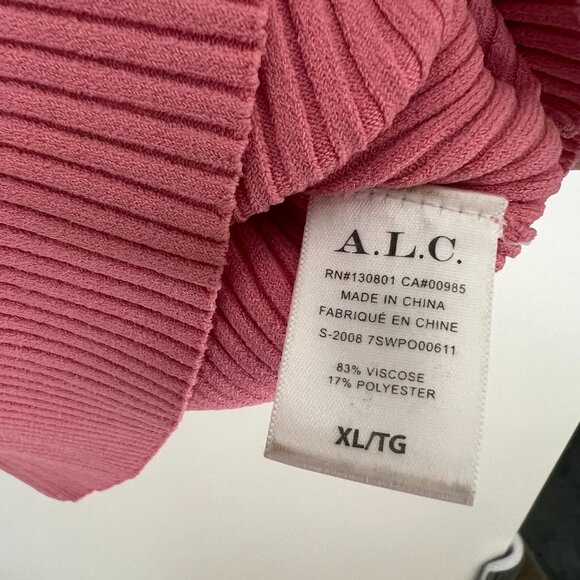 A.L.C.
RN#130801 CA#00985
MADE IN CHINA
FABRIQUÉ EN CHINE
S-2008 7SWPO00611
83% VISCOSE
17% POLYESTER
XL/TG